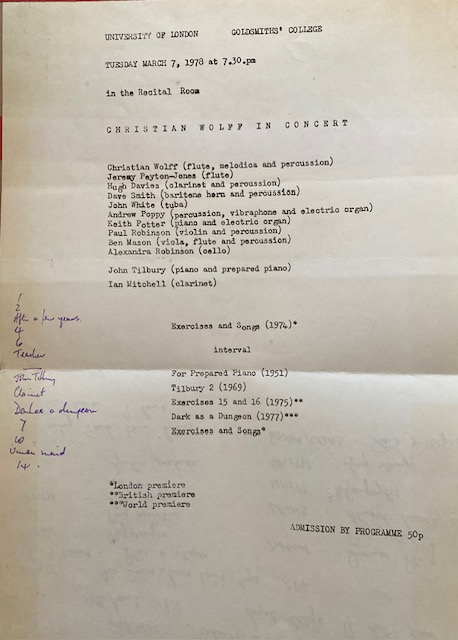 UNIVERSITY OF LONDON GOLDSMITHS' COLLEGE
TUESDAY MARCH 7, 1978 at 7.30.pm
in the Recital Room
CHRISTIAN WOLFF IN CONCERT
Christian Wolff (flute, melodica and percussion)
Jeremy Peyton-Jones (flute)
Hugh Davies (clarinet and percussion)
Dave Smith (baritone horn and percussion)
John White (tuba)
Andrew Poppy (percussion, vibraphone and electric organ)
Keith Potter (piano and electric organ)
Paul Robinson (violin and percussion)
Ben Mason (viola, flute and percussion)
Alexandra Robinson (cello)
John Tilbury (piano and prepared piano)
Ian Mitchell (clarinet)
1
2
After a few years.
4
6
Teacher
John Tilbury
Clarinet
Dark as a dungeon
7
10
maid
14.
Exercises and Songs (1974)*
interval
For Prepared Piano (1951)
Tilbury 2 (1969)
Exercises 15 and 16 (1975)**
Dark as a Dungeon (1977)***
Exercises and Songs*
*London premiere
**British premiere
***World premiere
ADMISSION BY PROGRAMME 50p